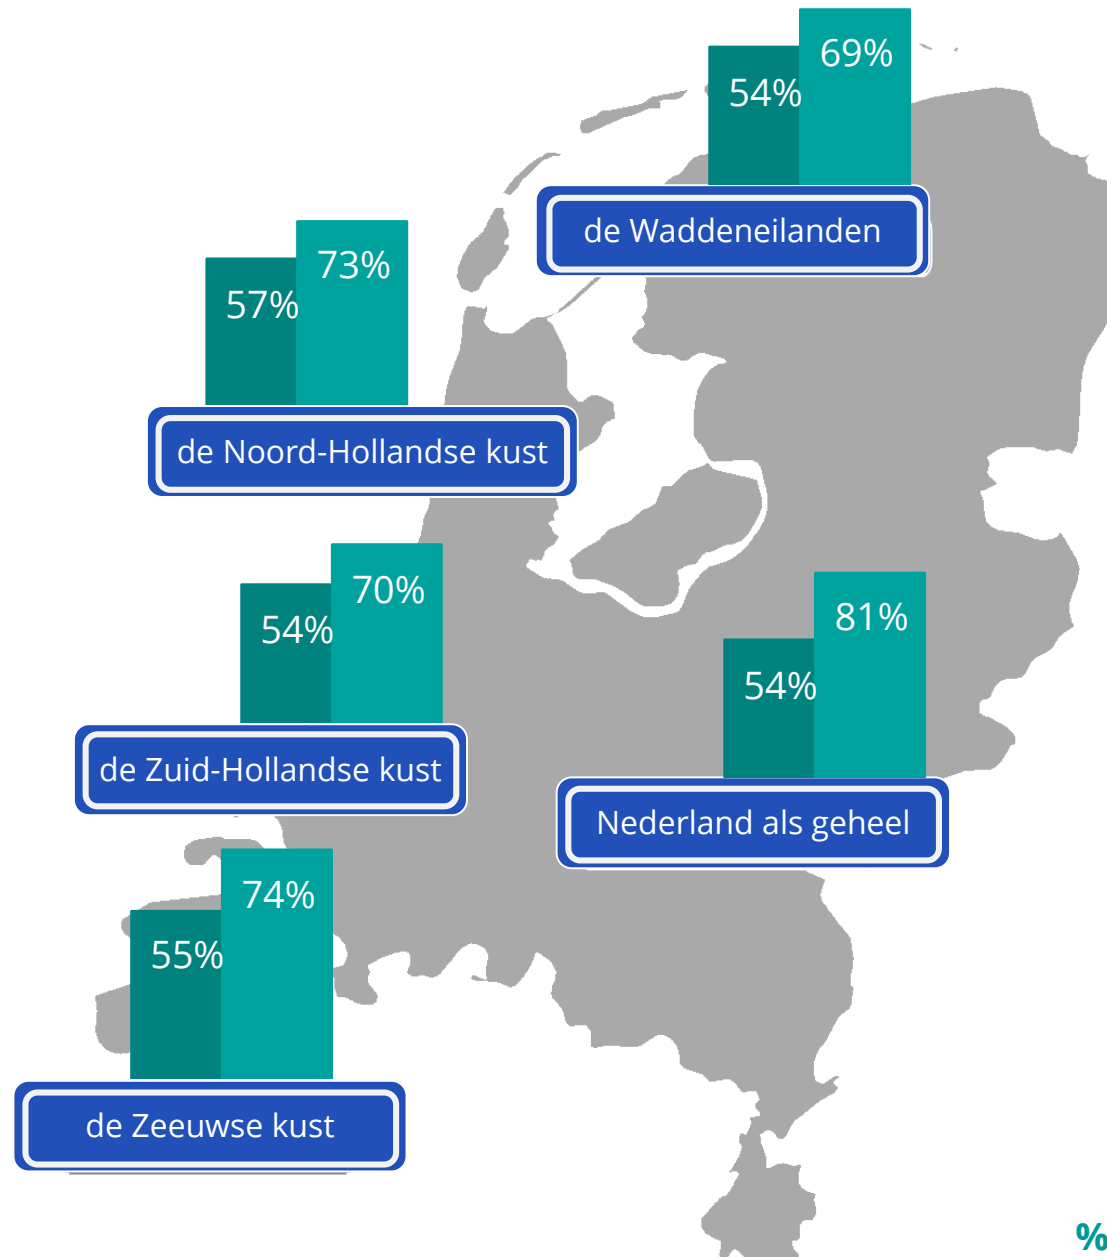 69%
54%
de Waddeneilanden
73%
57%
de Noord-Hollandse kust
70%
54%
de Zuid-Hollandse kust
81%
54%
Nederland als geheel
74%
55%
de Zeeuwse kust
%